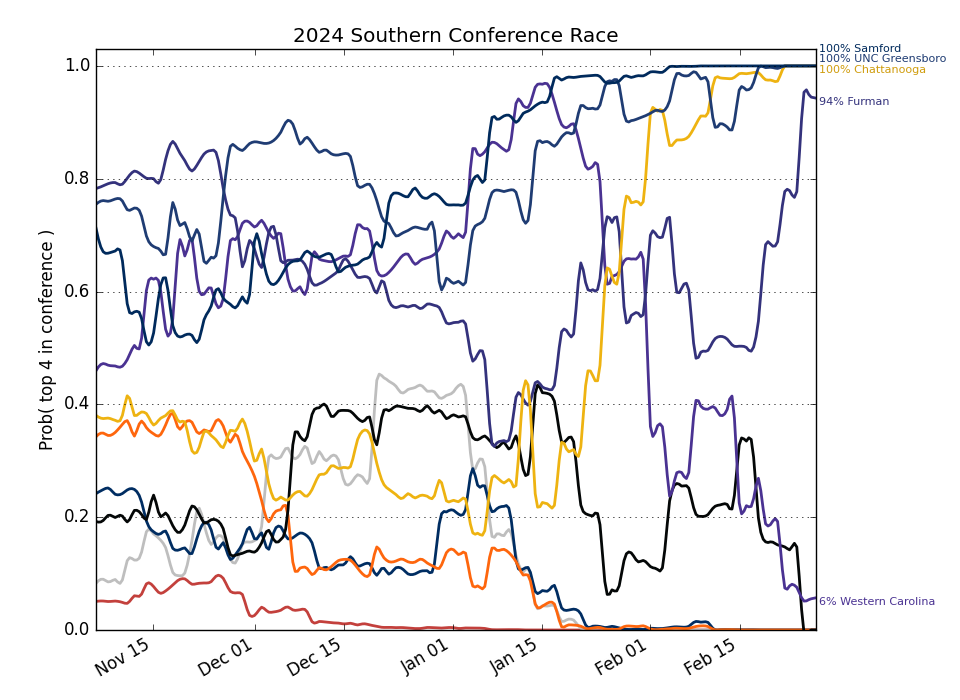 2024 Southern Conference Race
100% Samford
100% UNC Greensboro
100% Chattanooga
94% Furman
6% Western Carolina
Prob( top 4 in conference )
1.0
0.8
0.6
0.4
0.2
0.0
Nov 15
Dec 01
Dec 15
Jan 01
Jan 15
Feb 01
Feb 15